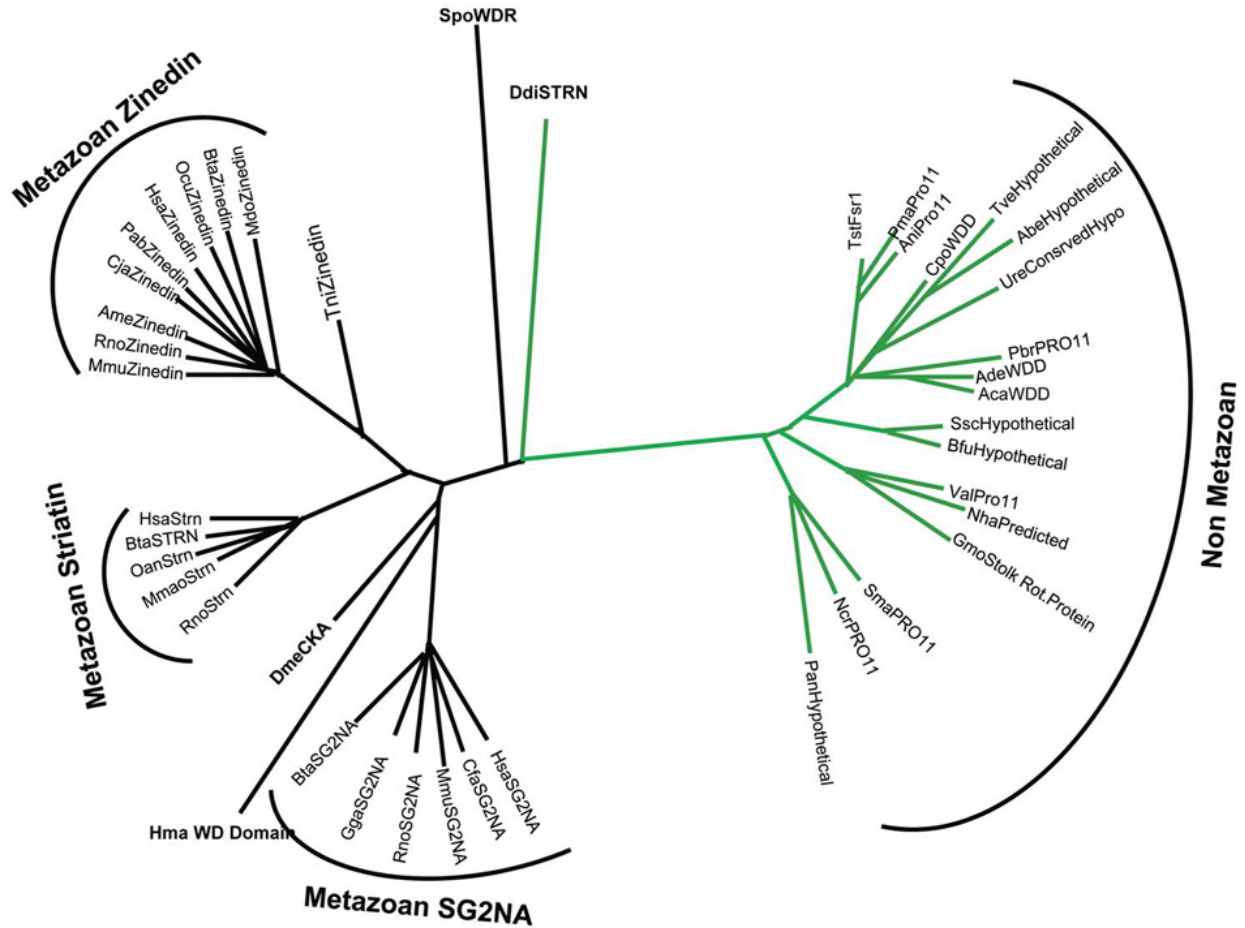 SpoWDR
DdiSTRN
Metazoan Zinedin
MdoZinedin
BtaZinedin
OcuZinedin
HsaZinedin
PabZinedin
CjaZinedin
AmeZinedin
RnoZinedin
MmuZinedin
TniZinedin
TstFsr1
PmaPro11
AniPro11
CpoWDD
TveHypothetical
AbeHypothetical
UreConsrvedHypo
PbrPRO11
AdeWDD
AcaWDD
SscHypothetical
BfuHypothetical
ValPro11
NhaPredicted
GmoStolk Rot.Protein
SmaPRO11
NcrPRO11
PanHypothetical
Non Metazoan
Metazoan Striatin
HsaStrn
BtaSTRN
OanStrn
MmaoStrn
RnoStrn
DmeCKA
Hma WD Domain
BtaSG2NA
GgaSG2NA
RnoSG2NA
MmuSG2NA
CfaSG2NA
HsaSG2NA
Metazoan SG2NA